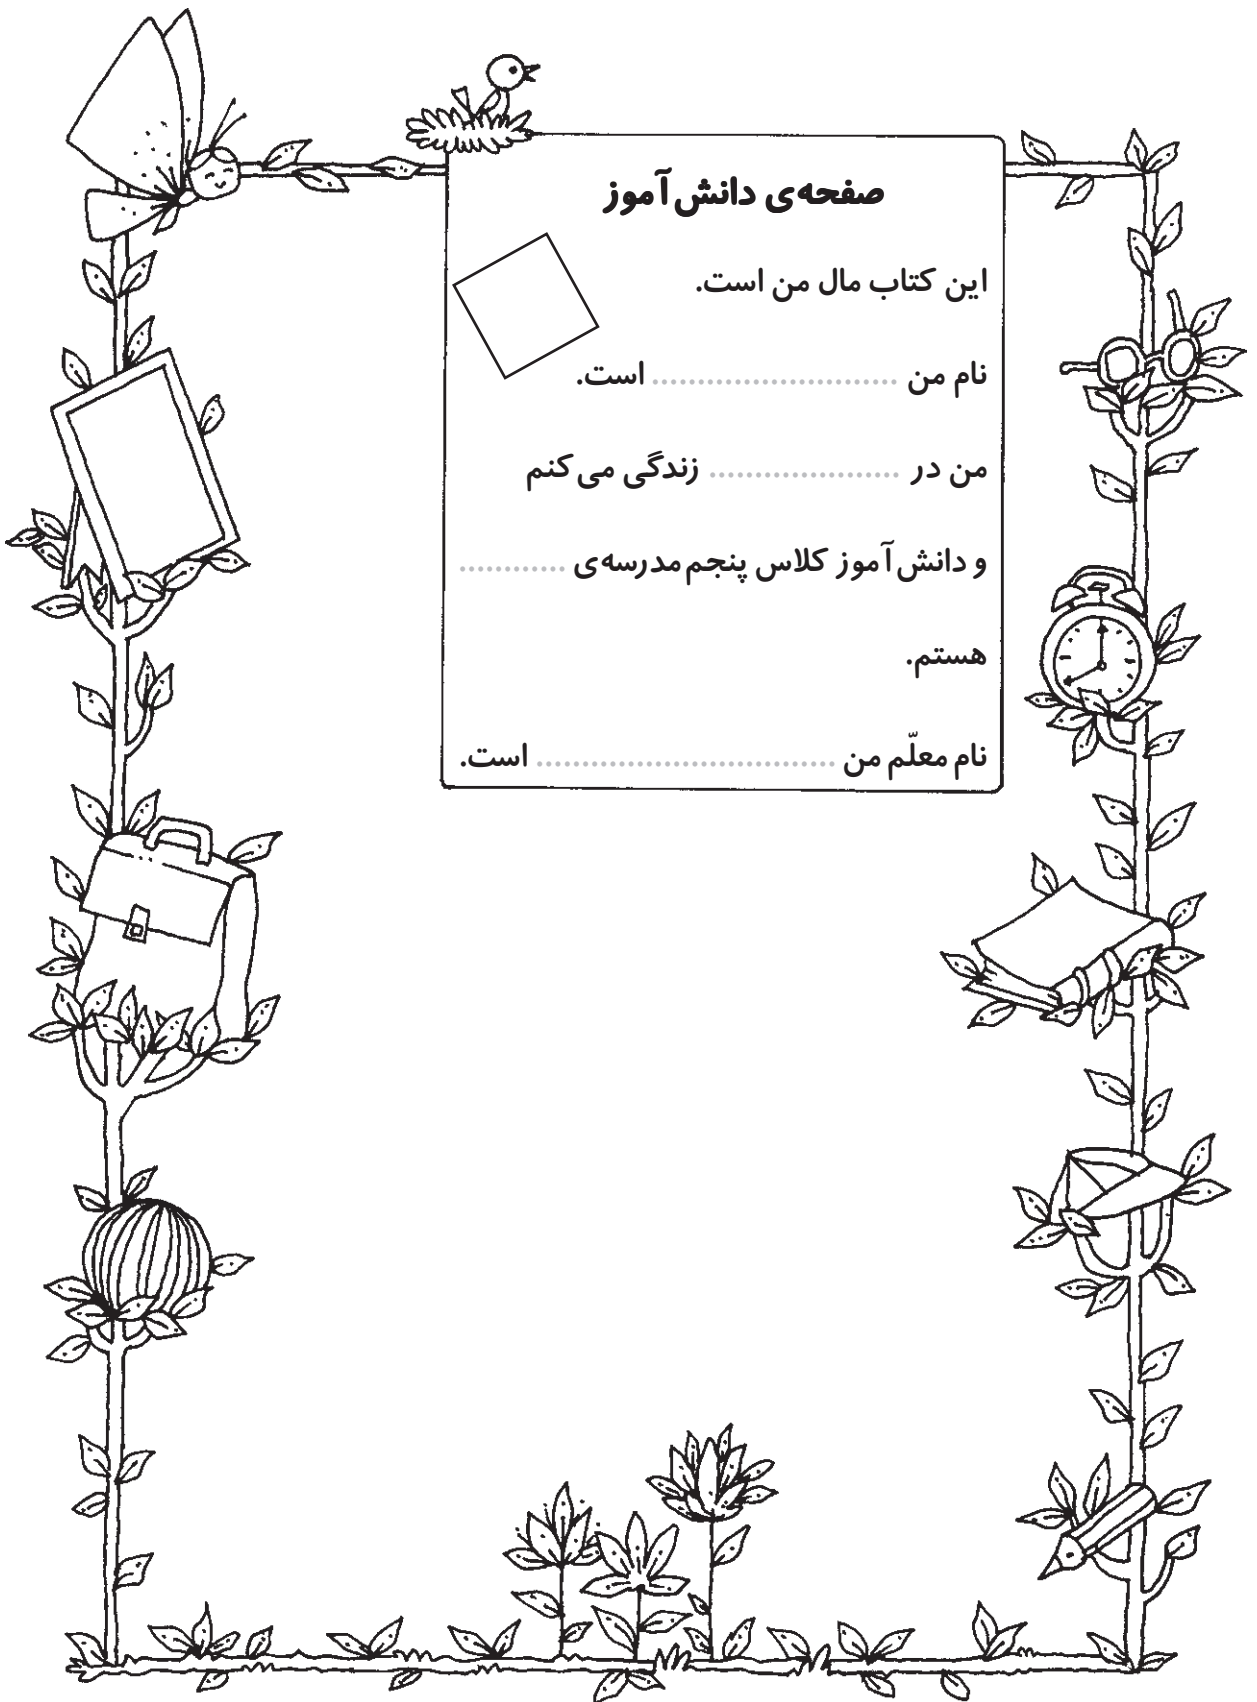 صفحه‌ی دانش‌آموز
این کتاب مال من است.
نام من ........................... است.
من در ..................... زندگی می‌کنم
و دانش‌آموز کلاس پنجم مدرسه‌ی ............
هستم.
نام معلّم من ................................. است.